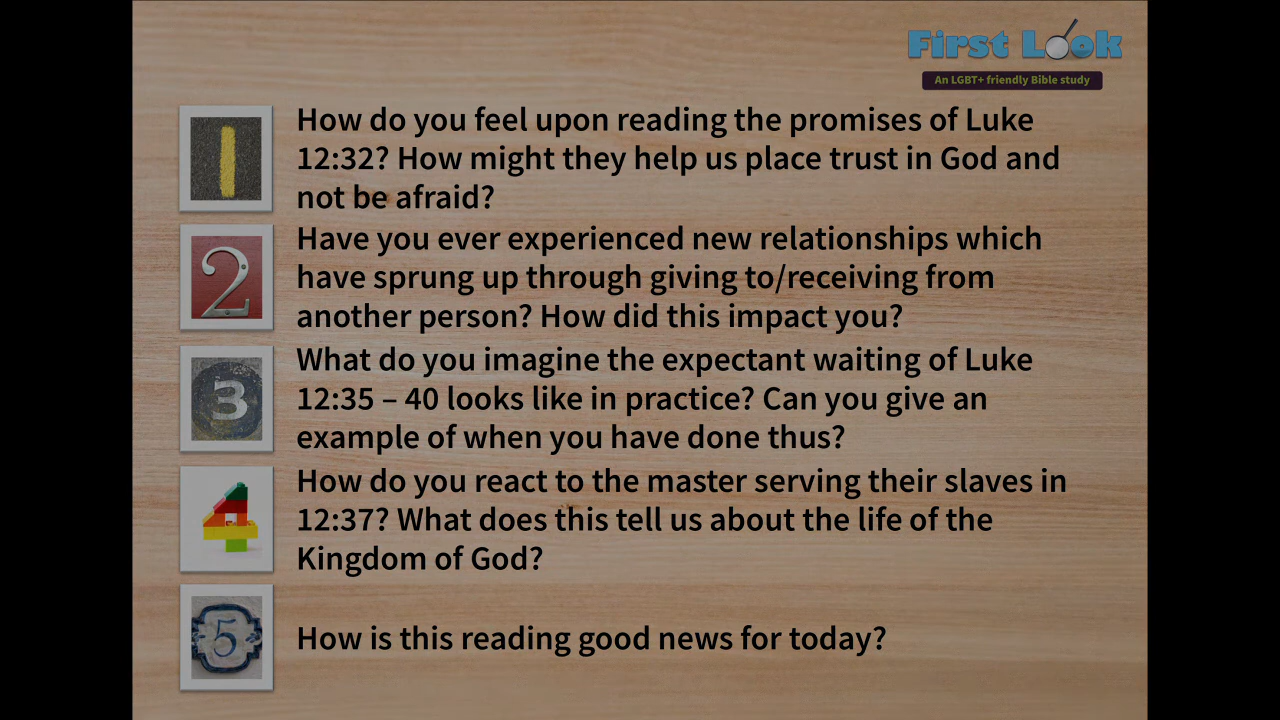 First Look
An LGBT+ friendly Bible study
1
How do you feel upon reading the promises of Luke
12:32? How might they help us place trust in God and
not be afraid?
2
Have you ever experienced new relationships which
have sprung up through giving to/receiving from
another person? How did this impact you?
3
What do you imagine the expectant waiting of Luke
12:35 – 40 looks like in practice? Can you give an
example of when you have done thus?
4
How do you react to the master serving their slaves in
12:37? What does this tell us about the life of the
Kingdom of God?
5
How is this reading good news for today?